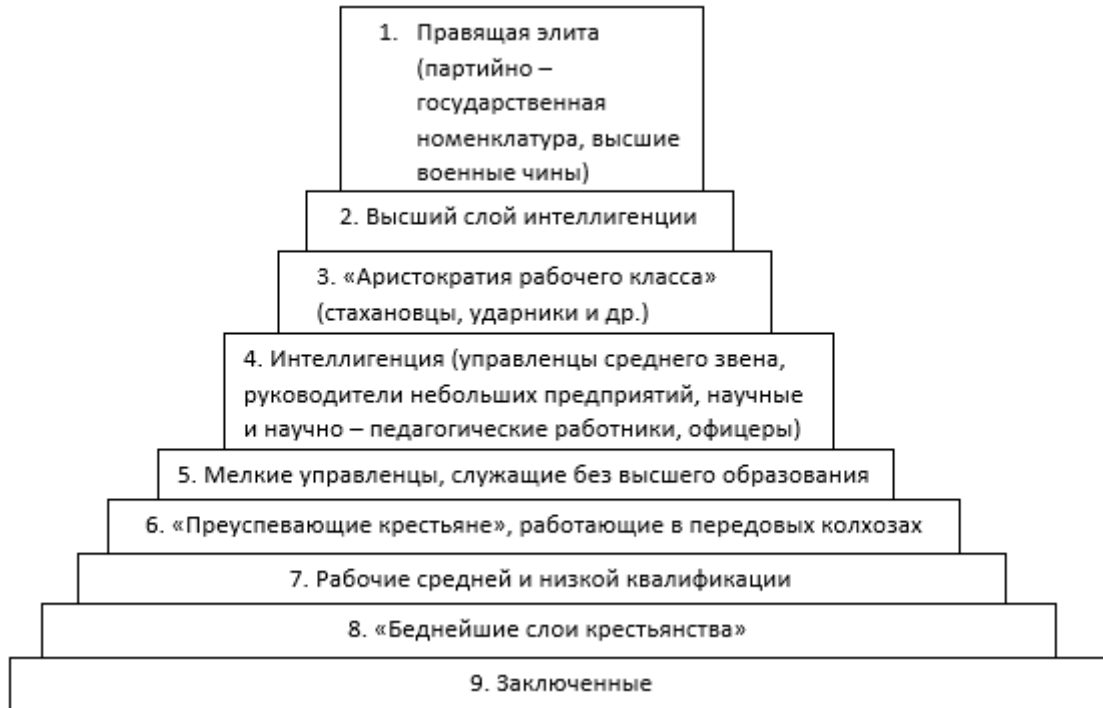 1. Правящая элита
(партийно –
государственная
номенклатура, высшие
военные чины)
2. Высший слой интеллигенции
3. «Аристократия рабочего класса»
(стахановцы, ударники и др.)
4. Интеллигенция (управленцы среднего звена,
руководители небольших предприятий, научные
и научно – педагогические работники, офицеры)
5. Мелкие управленцы, служащие без высшего образования
6. «Преуспевающие крестьяне», работающие в передовых колхозах
7. Рабочие средней и низкой квалификации
8. «Беднейшие слои крестьянства»
9. Заключенные